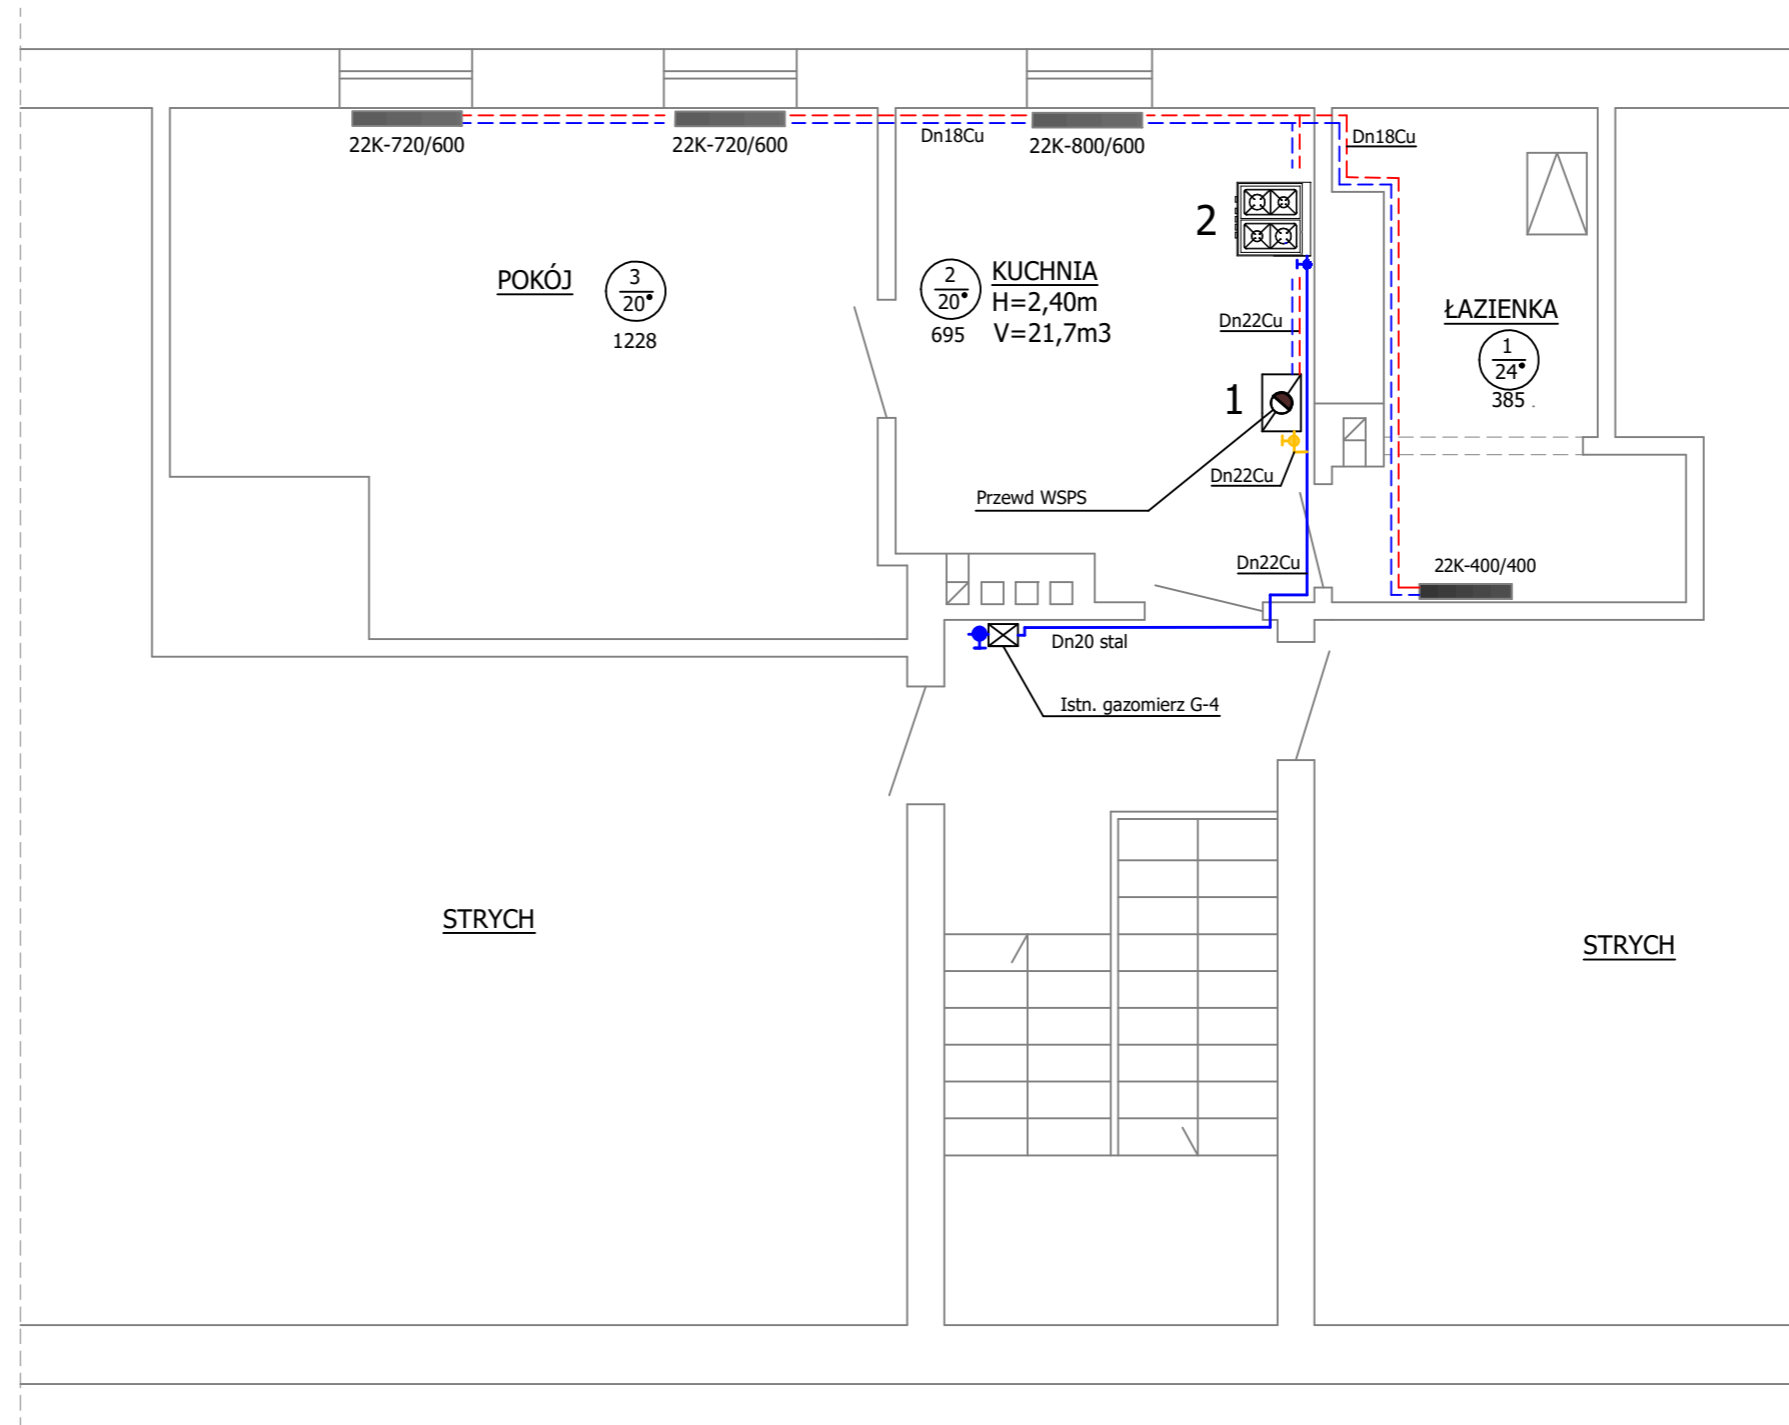 22K-720/600
22K-720/600
Dn18Cu
22K-800/600
Dn18Cu
2
POKÓJ
3
20°
1228
2
20°
695
KUCHNIA
H=2,40m
V=21,7m3
Dn22Cu
ŁAZIENKA
1
24°
385
1
Dn22Cu
Przewd WSPS
Dn22Cu
22K-400/400
Dn20 stal
Istn. gazomierz G-4
STRYCH
STRYCH